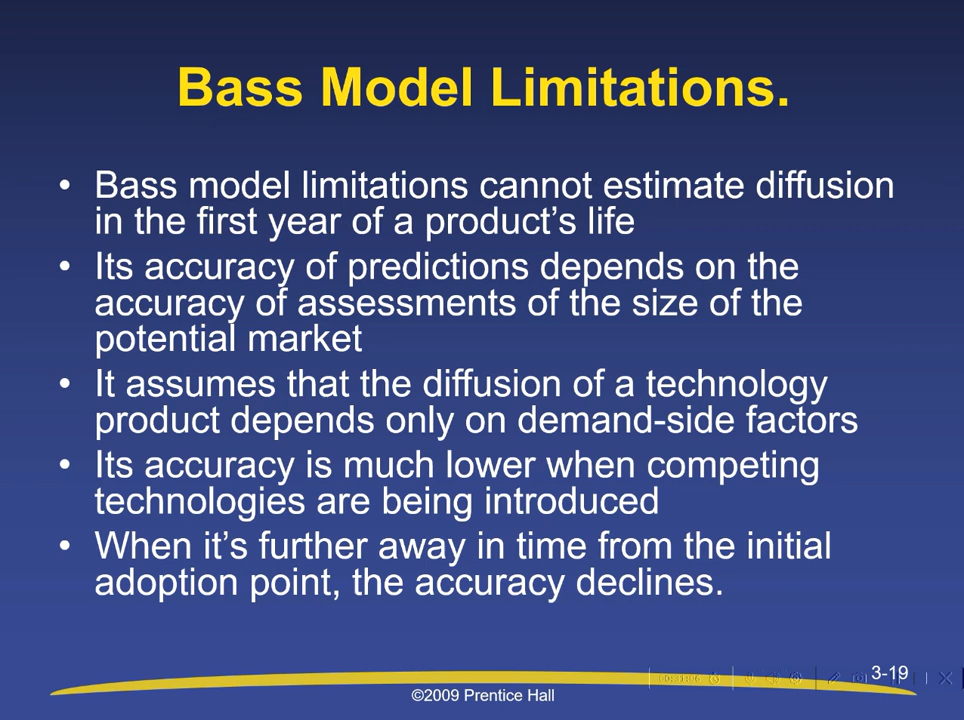 Bass Model Limitations.
• Bass model limitations cannot estimate diffusion
in the first year of a product’s life
• Its accuracy of predictions depends on the
accuracy of assessments of the size of the
potential market
• It assumes that the diffusion of a technology
product depends only on demand-side factors
• Its accuracy is much lower when competing
technologies are being introduced
• When it’s further away in time from the initial
adoption point, the accuracy declines.
3-19
©2009 Prentice Hall